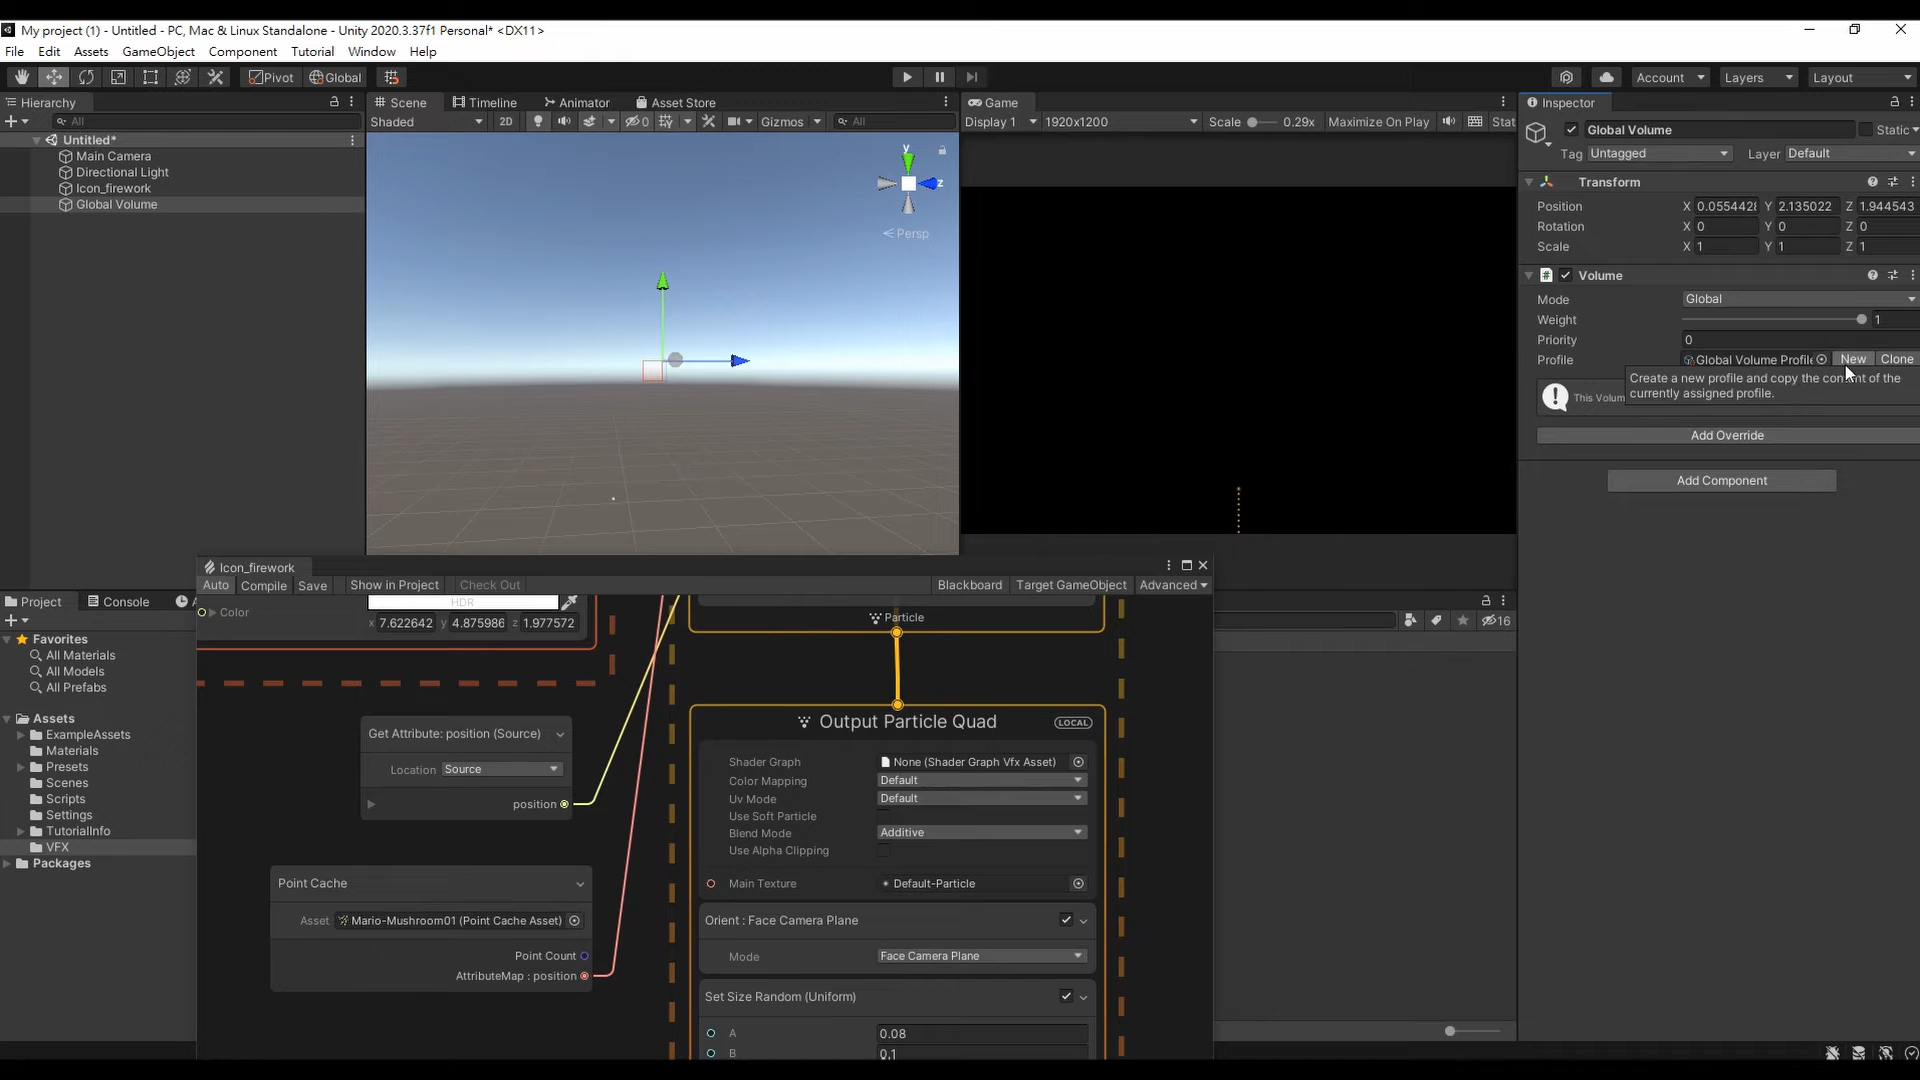 My project (1) - Untitled - PC, Mac & Linux Standalone - Unity 2020.3.37f1 Personal* <DX11>
File Edit Assets GameObject Component Tutorial Window Help
Pivot Global Account Layers Layout
Hierarchy
All
Untitled*
Main Camera
Directional Light
Icon_firework
Global Volume
Scene Timeline Animator Asset Store
Shaded 2D 0 Gizmos All
y
z
Persp
Game
Display 1 1920x1200 Scale 0.29x Maximize On Play Stat
Inspector
Global Volume Static
Tag Untagged Layer Default
Transform
Position X 0.0554428 Y 2.135022 Z 1.944543
Rotation X 0 Y 0 Z 0
Scale X 1 Y 1 Z 1
Volume
Mode Global
Weight 1
Priority 0
Profile Global Volume Profile New Clone
Create a new profile and copy the content of the
currently assigned profile.
This Volum
Add Override
Add Component
Icon_firework
Auto Compile Save Show in Project Check Out Blackboard Target GameObject Advanced
Color HDR
x 7.622642 y 4.875986 z 1.977572
Particle
Get Attribute: position (Source)
Location Source
position
Point Cache
Asset Mario-Mushroom01 (Point Cache Asset)
Point Count
AttributeMap : position
Output Particle Quad LOCAL
Shader Graph None (Shader Graph Vfx Asset)
Color Mapping Default
Uv Mode Default
Use Soft Particle
Blend Mode Additive
Use Alpha Clipping
Main Texture Default-Particle
Orient : Face Camera Plane
Mode Face Camera Plane
Set Size Random (Uniform)
A 0.08
B 0.1
Project Console A
Favorites
All Materials
All Models
All Prefabs
Assets
ExampleAssets
Materials
Presets
Scenes
Scripts
Settings
TutorialInfo
VFX
Packages
16